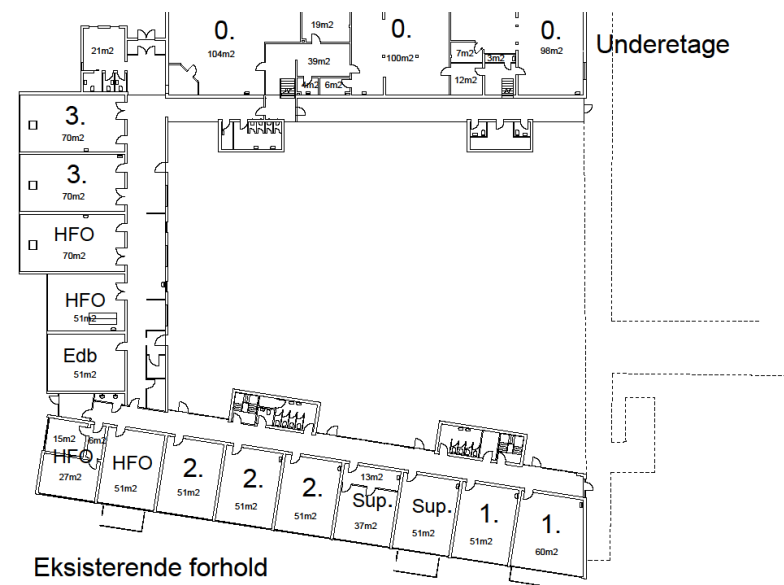 19m2
0.
104m2
0.
100m2
0.
98m2
Underetage
21m2
39m2
7m2
3m2
4m2
6m2
12m2
3.
70m2
3.
70m2
HFO
70m2
HFO
51m2
Edb
51m2
15m2
6m2
HFO
27m2
HFO
51m2
2.
51m2
2.
51m2
2.
51m2
13m2
Sup.
37m2
Sup.
51m2
1.
51m2
1.
60m2
Eksisterende forhold